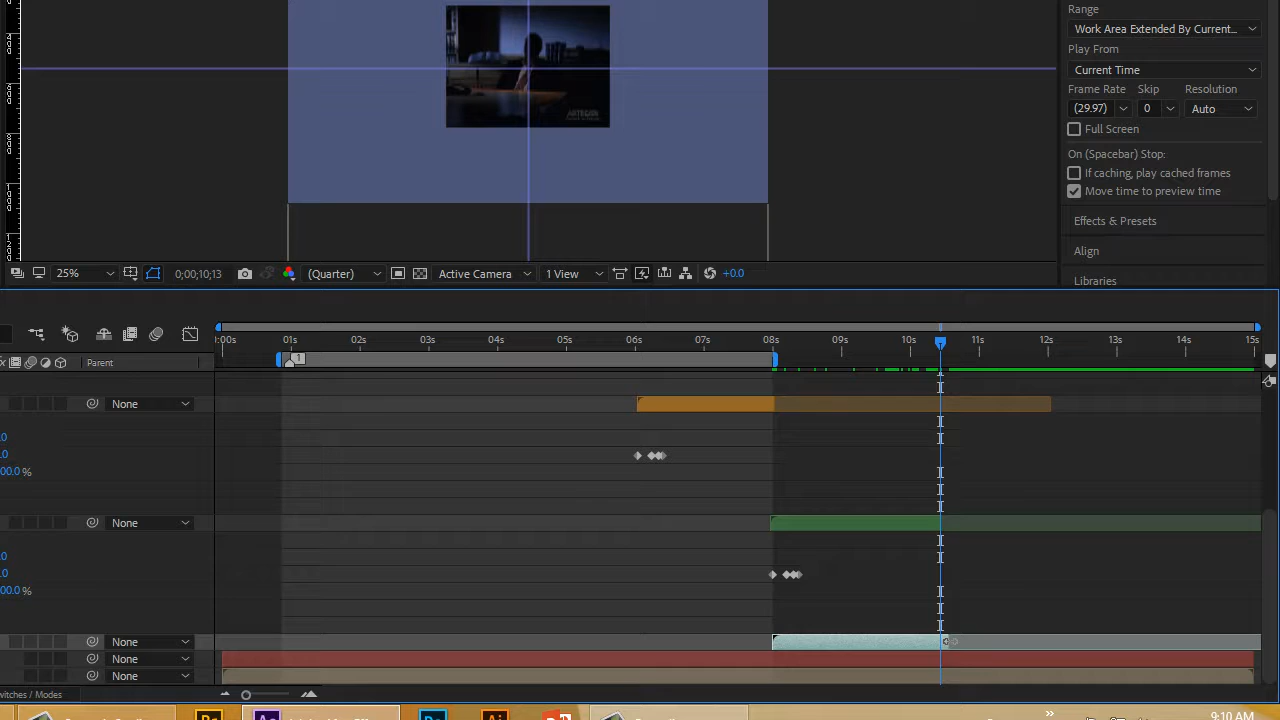 Range
Work Area Extended By Current...
Play From
Current Time
Frame Rate Skip Resolution
(29.97) 0 Auto
Full Screen
On (Spacebar) Stop:
If caching, play cached frames
Move time to preview time
Effects & Presets
Align
Libraries
25% 0;00;10;13 (Quarter) Active Camera 1 View +0.0
:00s 01s 02s 03s 04s 05s 06s 07s 08s 09s 10s 11s 12s 13s 14s 15s
1
Parent
None
.0
.0
00.0 %
None
.0
.0
00.0 %
None
None
None
witches / Modes
9:10 AM